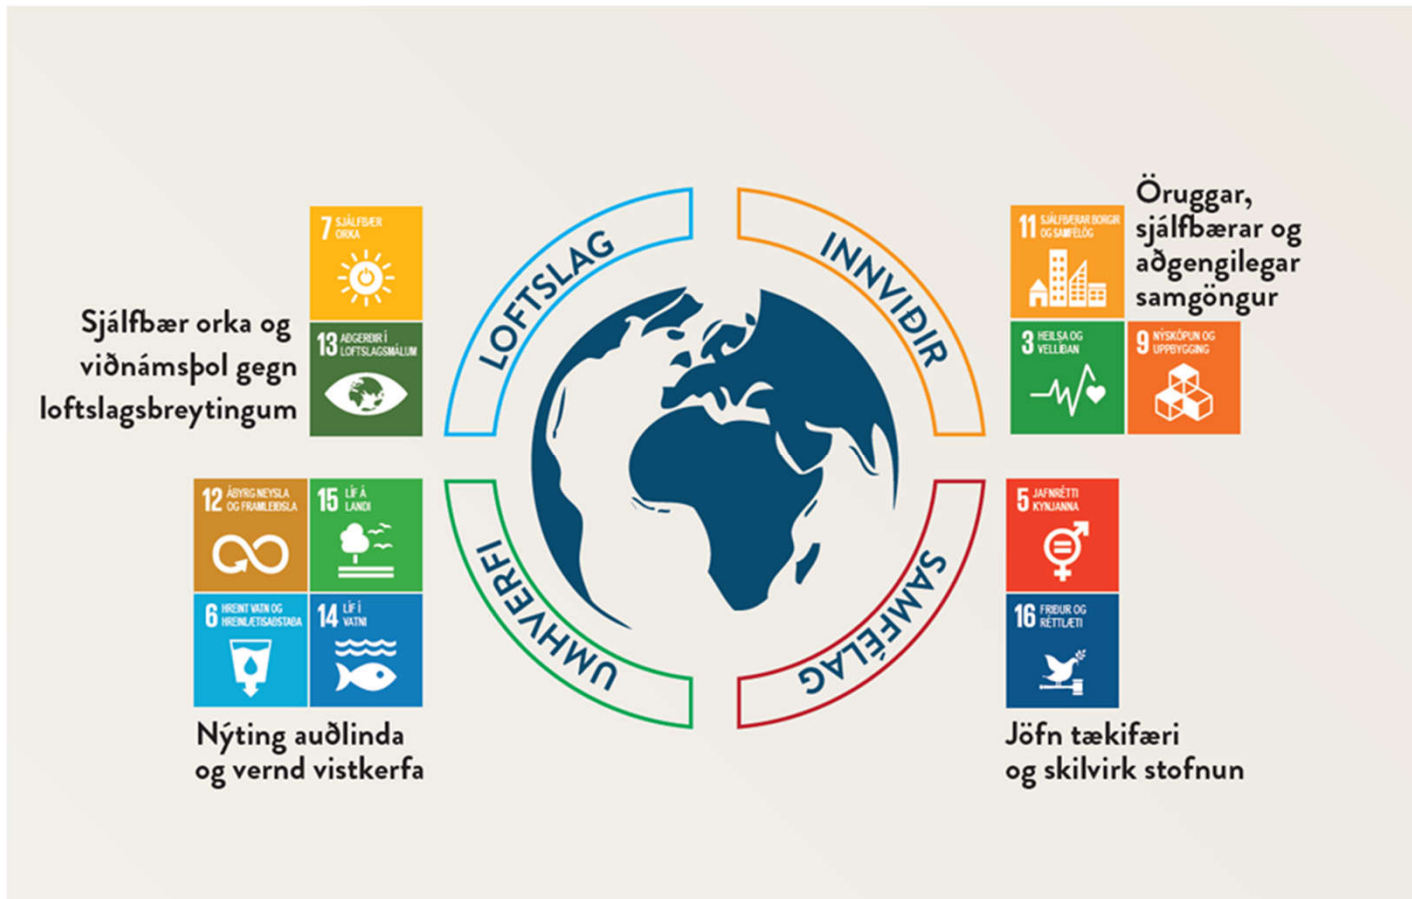 7 SJÁLFBÆR
ORKA
13 AÐGERÐIR Í
LOFTSLAGSMÁLUM
Sjálfbær orka og
viðnámsþol gegn
loftslagsbreytingum
LOFTSLAG
INNVIÐIR
11 SJÁLFBÆRAR BORGIR
OG SAMFÉLÖG
Öruggar,
sjálfbærar og
aðgengilegar
samgöngur
3 HEILSA OG
VELLÍÐAN
9 NÝSKÖPUN OG
UPPBYGGING
12 ÁBYRG NEYSLA
OG FRAMLEIÐSLA
15 LÍF Á
LANDI
6 HREINT VATN OG
HREINLÆTISAÐSTAÐA
14 LÍF Í
VATNI
Nýting auðlinda
og vernd vistkerfa
UMHVERFI
SAMFÉLAG
5 JAFNRÉTTI
KYNJANNA
16 FRIÐUR OG
RÉTTLÆTI
Jöfn tækifæri
og skilvirk stofnun